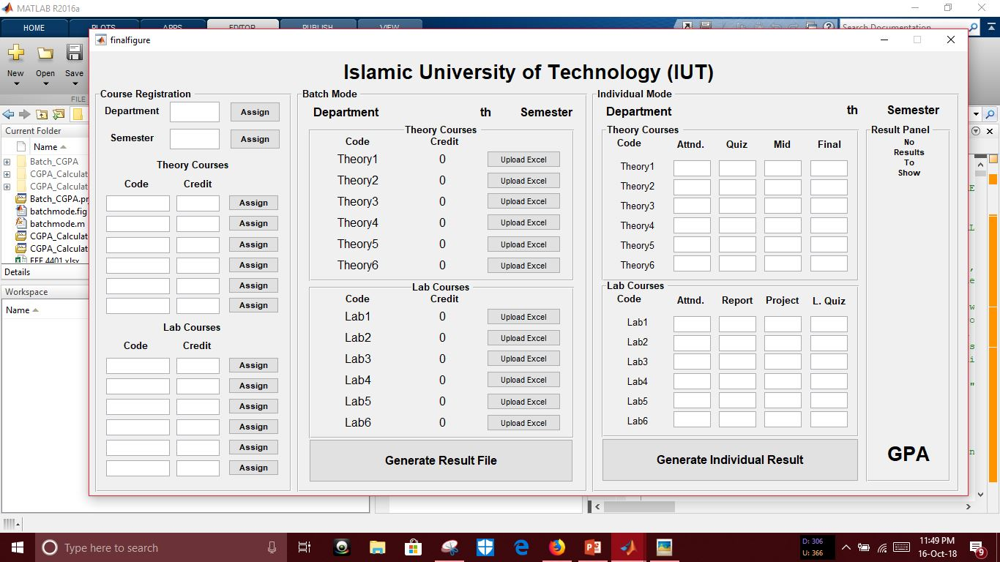 MATLAB R2016a
HOME PLOTS APPS EDITOR PUBLISH VIEW
Search Documentation
New Open Save
FILE
Current Folder
Name
Batch_CGPA
CGPA_Calculat
CGPA_Calculat
Batch_CGPA.pr
batchmode.fig
batchmode.m
CGPA_Calculat
CGPA_Calculat
EEE 4401.xlsx
Details
Workspace
Name
finalfigure
Islamic University of Technology (IUT)
Course Registration
Department Assign
Semester Assign
Theory Courses
Code Credit
Assign
Assign
Assign
Assign
Assign
Assign
Lab Courses
Code Credit
Assign
Assign
Assign
Assign
Assign
Assign
Batch Mode
Department th Semester
Theory Courses
Code Credit
Theory1 0 Upload Excel
Theory2 0 Upload Excel
Theory3 0 Upload Excel
Theory4 0 Upload Excel
Theory5 0 Upload Excel
Theory6 0 Upload Excel
Lab Courses
Code Credit
Lab1 0 Upload Excel
Lab2 0 Upload Excel
Lab3 0 Upload Excel
Lab4 0 Upload Excel
Lab5 0 Upload Excel
Lab6 0 Upload Excel
Generate Result File
Individual Mode
Department th Semester
Theory Courses
Code Attnd. Quiz Mid Final
Theory1
Theory2
Theory3
Theory4
Theory5
Theory6
Lab Courses
Code Attnd. Report Project L. Quiz
Lab1
Lab2
Lab3
Lab4
Lab5
Lab6
Generate Individual Result
Result Panel
No
Results
To
Show
GPA
Type here to search
D: 306
U: 366
11:49 PM
16-Oct-18
9